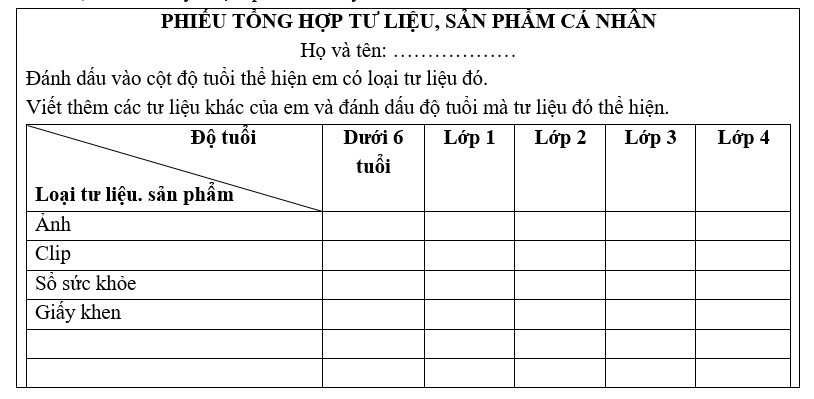 PHIẾU TỔNG HỢP TƯ LIỆU, SẢN PHẨM CÁ NHÂN
Họ và tên: ………………
Đánh dấu vào cột độ tuổi thể hiện em có loại tư liệu đó.
Viết thêm các tư liệu khác của em và đánh dấu độ tuổi mà tư liệu đó thể hiện.
Độ tuổi
Loại tư liệu. sản phẩm
Dưới 6
tuổi
Lớp 1
Lớp 2
Lớp 3
Lớp 4
Ảnh
Clip
Sổ sức khỏe
Giấy khen